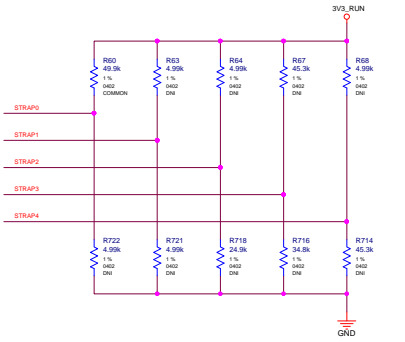 3V3_RUN
R60
49.9k
1 %
0402
COMMON
R63
4.99k
1 %
0402
DNI
R64
4.99k
1 %
0402
DNI
R67
45.3k
1 %
0402
DNI
R68
4.99k
1 %
0402
DNI
STRAP0
STRAP1
STRAP2
STRAP3
STRAP4
R722
4.99k
1 %
0402
DNI
R721
4.99k
1 %
0402
DNI
R718
24.9k
1 %
0402
DNI
R716
34.8k
1 %
0402
DNI
R714
45.3k
1 %
0402
DNI
GND